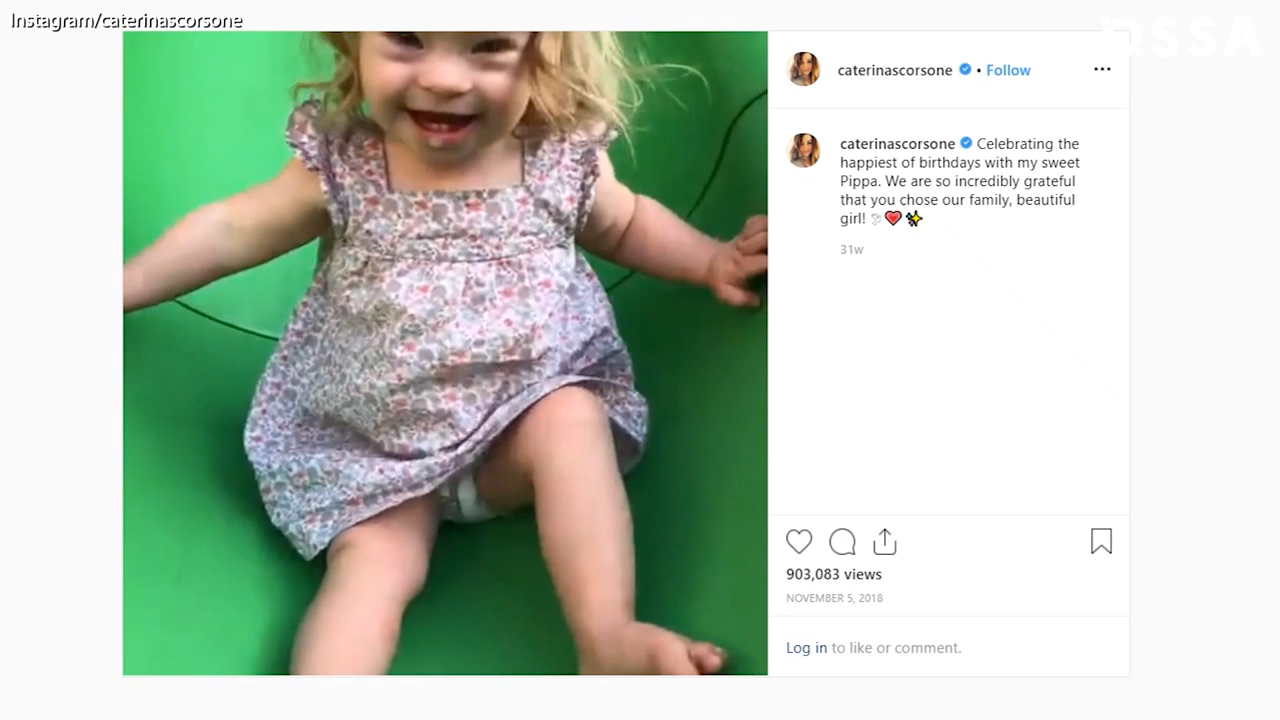 Instagram/caterinascorsone
QSSA
caterinascorsone • Follow
caterinascorsone Celebrating the
happiest of birthdays with my sweet
Pippa. We are so incredibly grateful
that you chose our family, beautiful
girl! 🕊❤️✨
31w
903,083 views
NOVEMBER 5, 2018
Log in to like or comment.